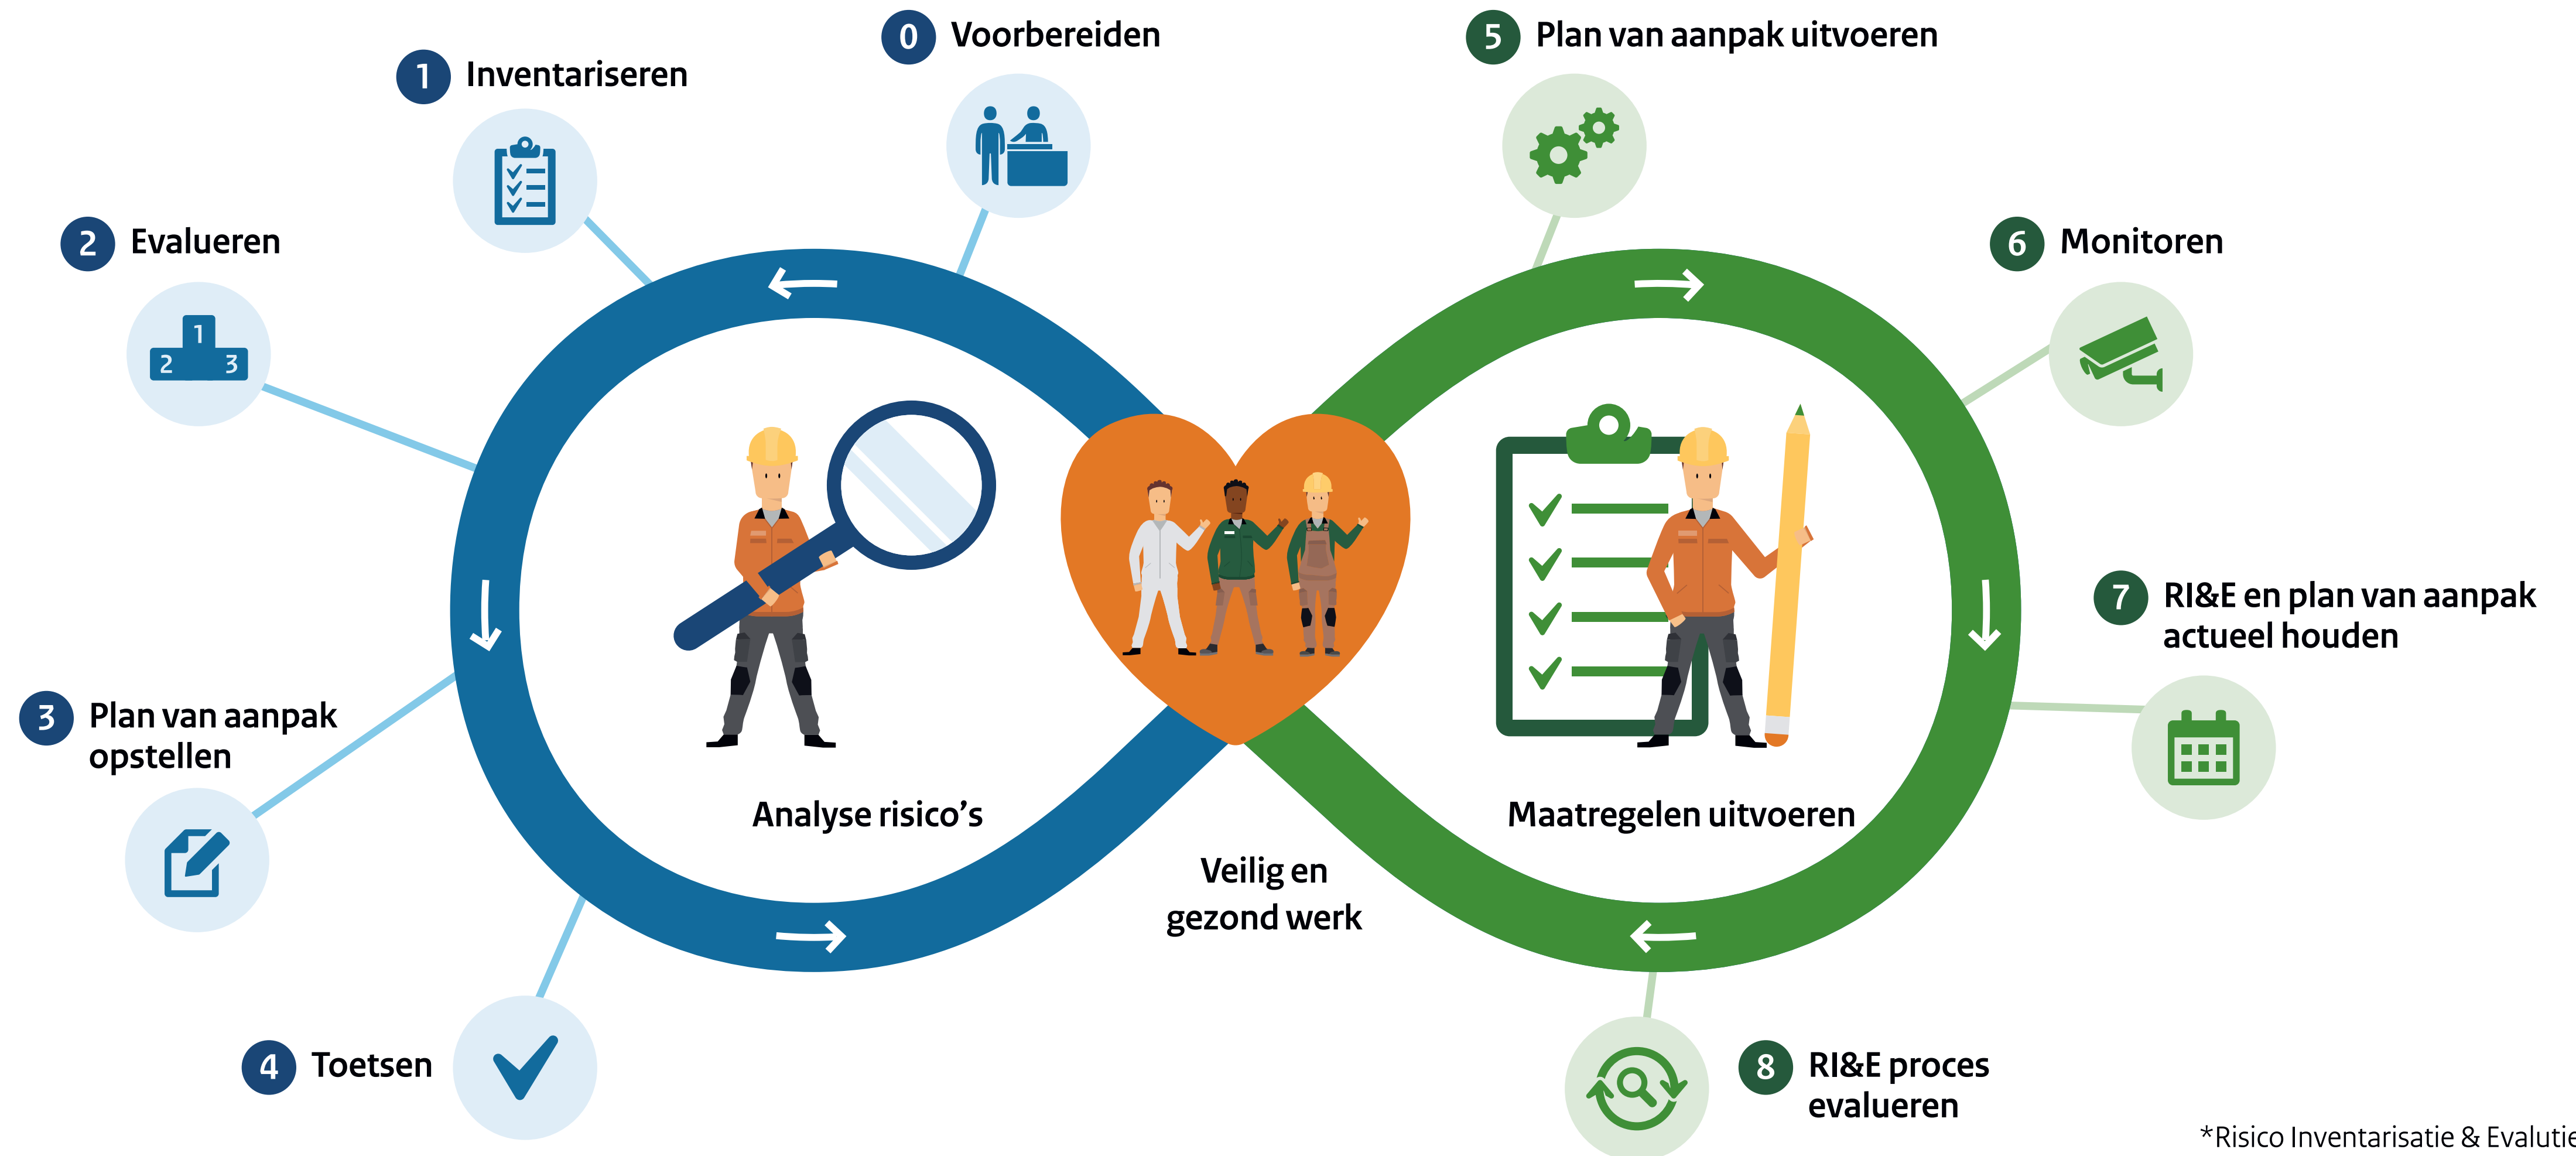 0 Voorbereiden
1 Inventariseren
2 Evalueren
1
2 3
3 Plan van aanpak
opstellen
4 Toetsen
Analyse risico's
Veilig en
gezond werk
5 Plan van aanpak uitvoeren
6 Monitoren
7 RI&E en plan van aanpak
actueel houden
Maatregelen uitvoeren
8 RI&E proces
evalueren
*Risico Inventarisatie & Evalutie